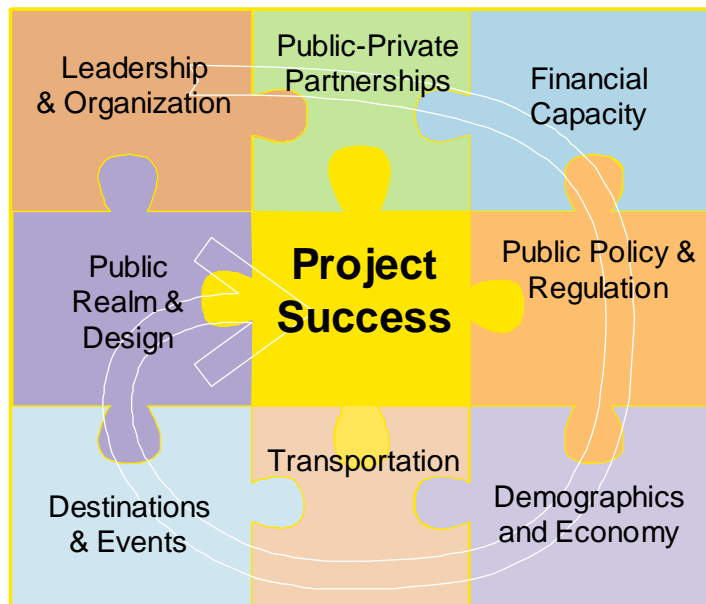 Leadership
& Organization
Public-Private
Partnerships
Financial
Capacity
Public
Realm &
Design
Project
Success
Public Policy &
Regulation
Destinations
& Events
Transportation
Demographics
and Economy